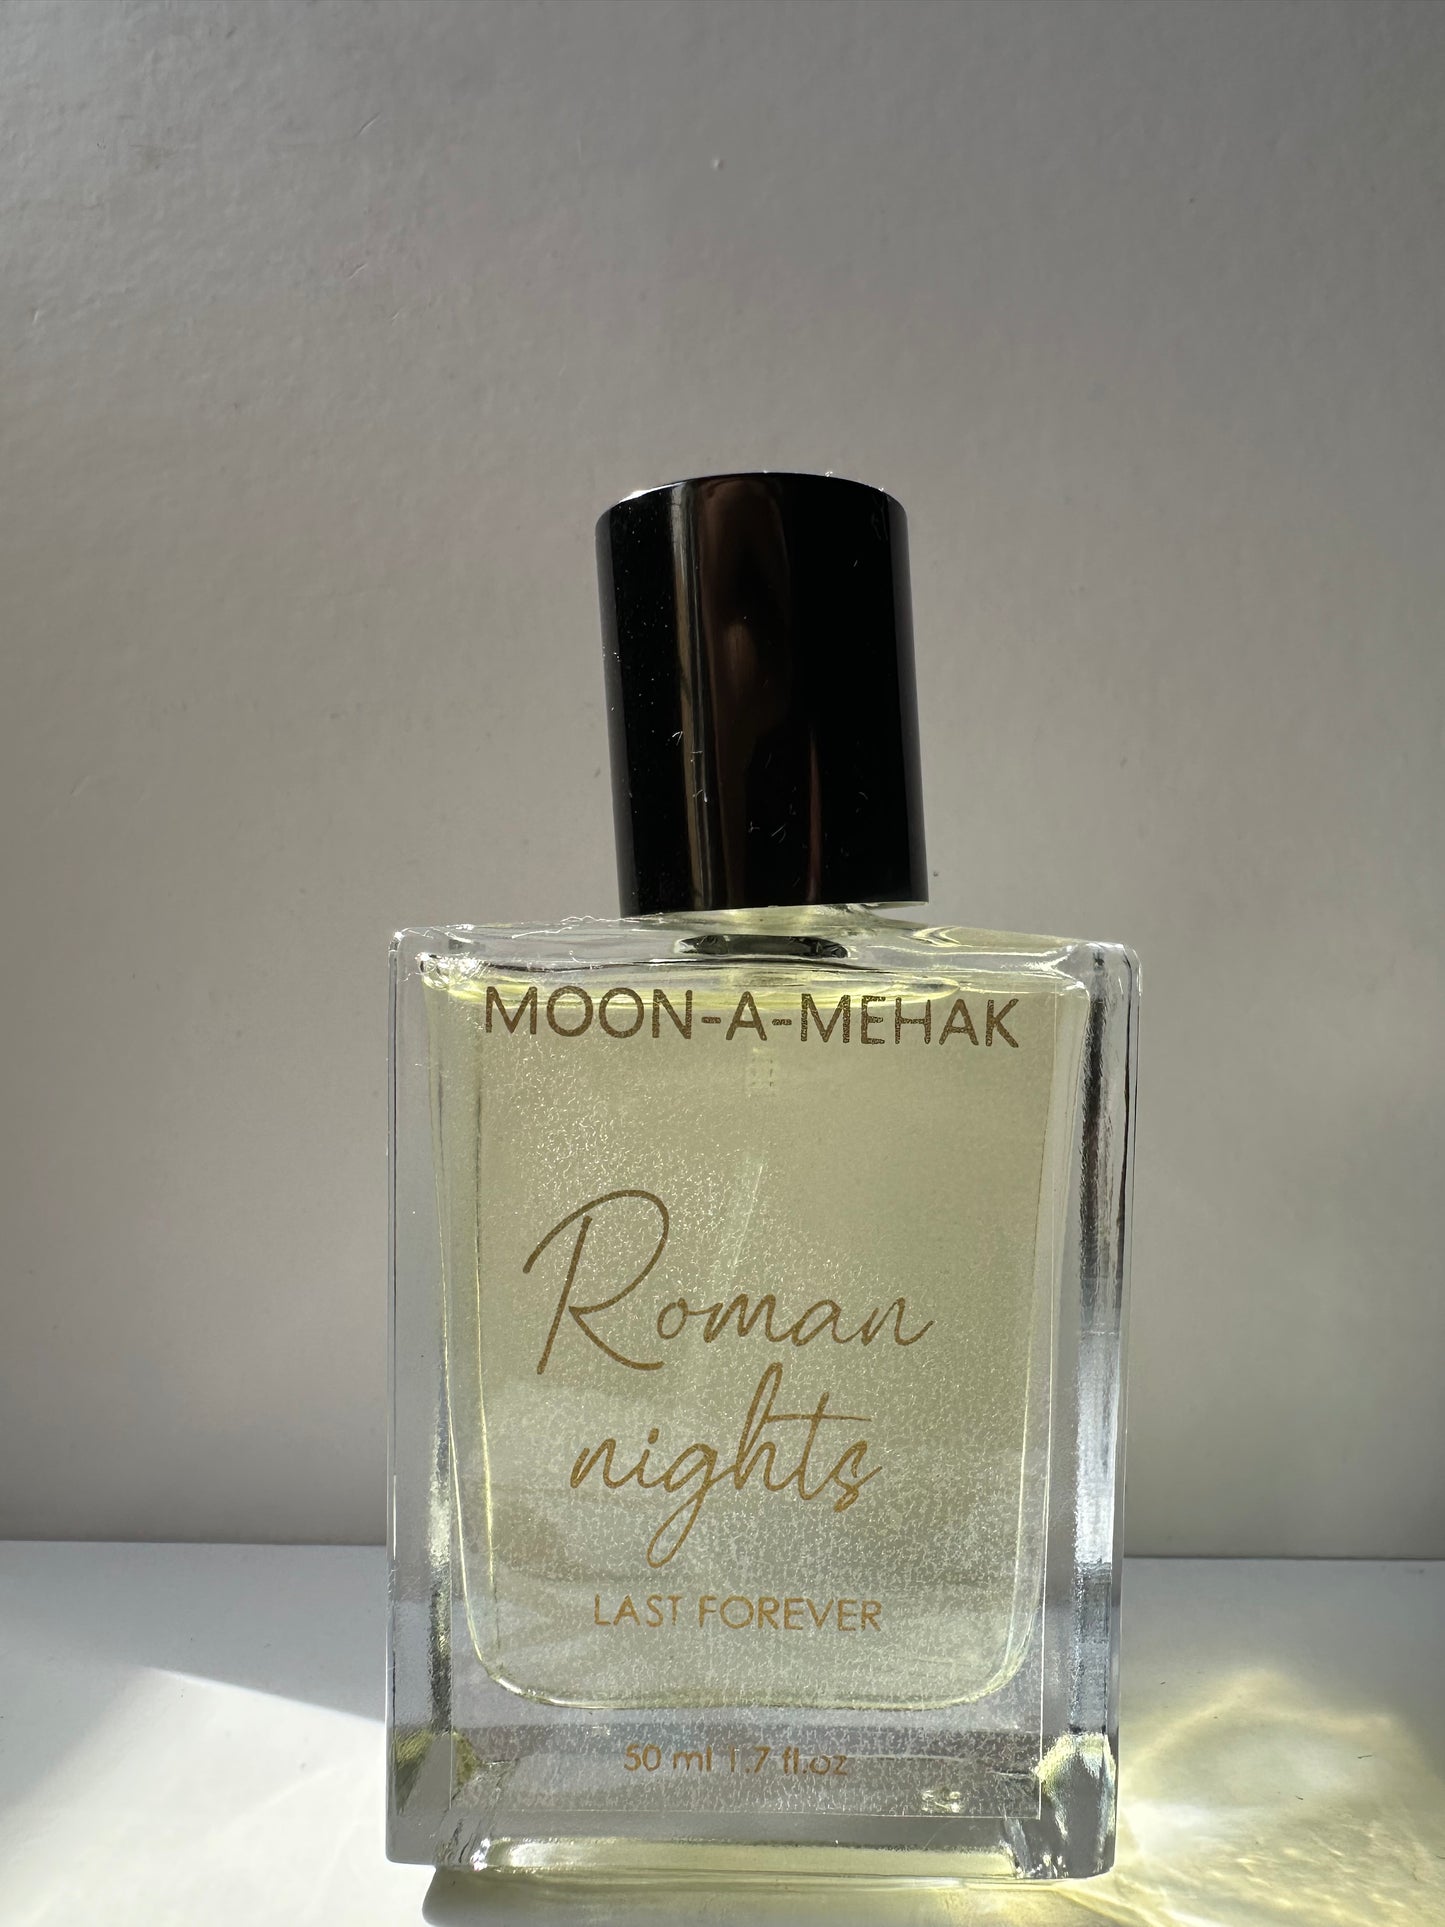 MOON-A-MEHAK
Roman
nights
LAST FOREVER
50 ml 1.7 fl.oz